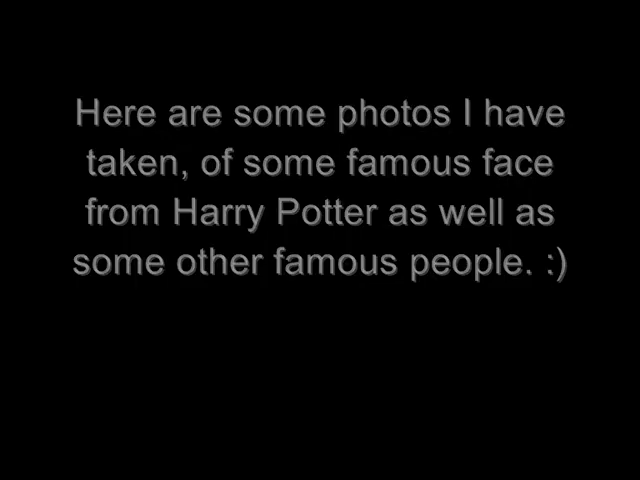 Here are some photos I have
taken, of some famous face
from Harry Potter as well as
some other famous people. :)